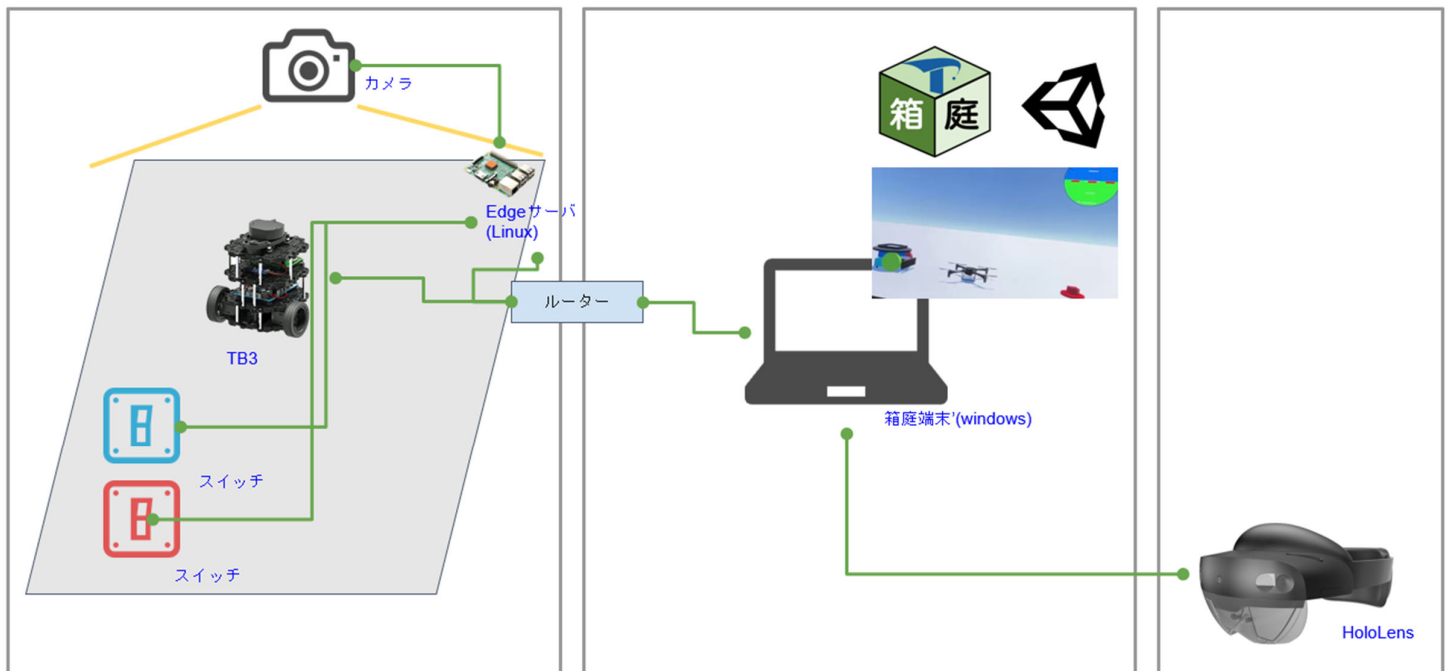 カメラ
Edgeサーバ
(Linux)
TB3
スイッチ
スイッチ
ルーター
箱庭
箱庭端末’(windows)
HoloLens